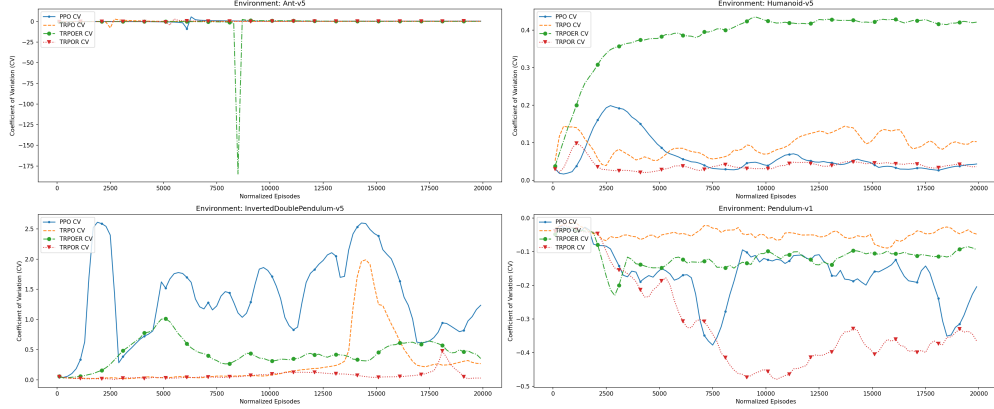 Environment: Ant-v5
Coefficient of Variation (CV)
0
−25
−50
−75
−100
−125
−150
−175
PPO CV
TRPO CV
TRPOER CV
TRPOR CV
0 2500 5000 7500 10000 12500 15000 17500 20000
Normalized Episodes
Environment: Humanoid-v5
Coefficient of Variation (CV)
0.4
0.3
0.2
0.1
0.0
PPO CV
TRPO CV
TRPOER CV
TRPOR CV
0 2500 5000 7500 10000 12500 15000 17500 20000
Normalized Episodes
Environment: InvertedDoublePendulum-v5
Coefficient of Variation (CV)
2.5
2.0
1.5
1.0
0.5
0.0
PPO CV
TRPO CV
TRPOER CV
TRPOR CV
0 2500 5000 7500 10000 12500 15000 17500 20000
Normalized Episodes
Environment: Pendulum-v1
Coefficient of Variation (CV)
0.0
−0.1
−0.2
−0.3
−0.4
−0.5
PPO CV
TRPO CV
TRPOER CV
TRPOR CV
0 2500 5000 7500 10000 12500 15000 17500 20000
Normalized Episodes